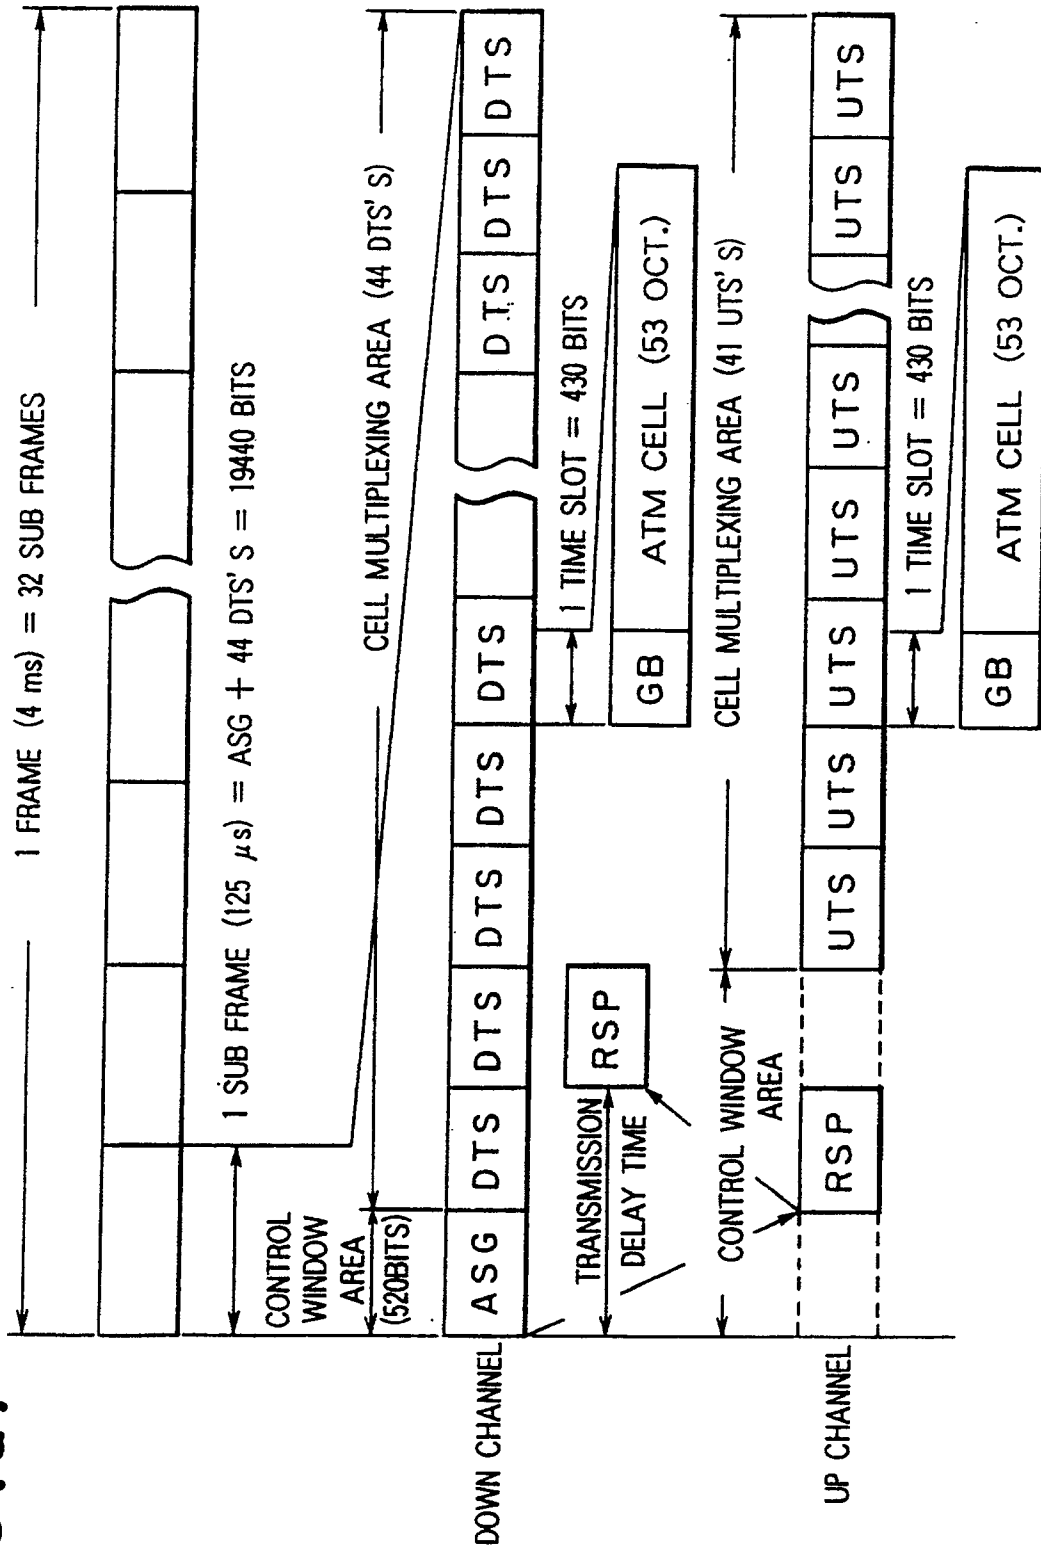 1 FRAME (4 ms) = 32 SUB FRAMES
1 SUB FRAME (125 μs) = ASG + 44 DTS'S = 19440 BITS
CONTROL
WINDOW
AREA
(520BITS)
CELL MULTIPLEXING AREA (44 DTS'S)
DOWN CHANNEL
ASG DTS DTS DTS DTS DTS DTS DTS DTS
1 TIME SLOT = 430 BITS
GB ATM CELL (53 OCT.)
TRANSMISSION
DELAY TIME
RSP
CONTROL WINDOW
AREA
CELL MULTIPLEXING AREA (41 UTS'S)
UP CHANNEL
RSP UTS UTS UTS UTS UTS UTS UTS
1 TIME SLOT = 430 BITS
GB ATM CELL (53 OCT.)